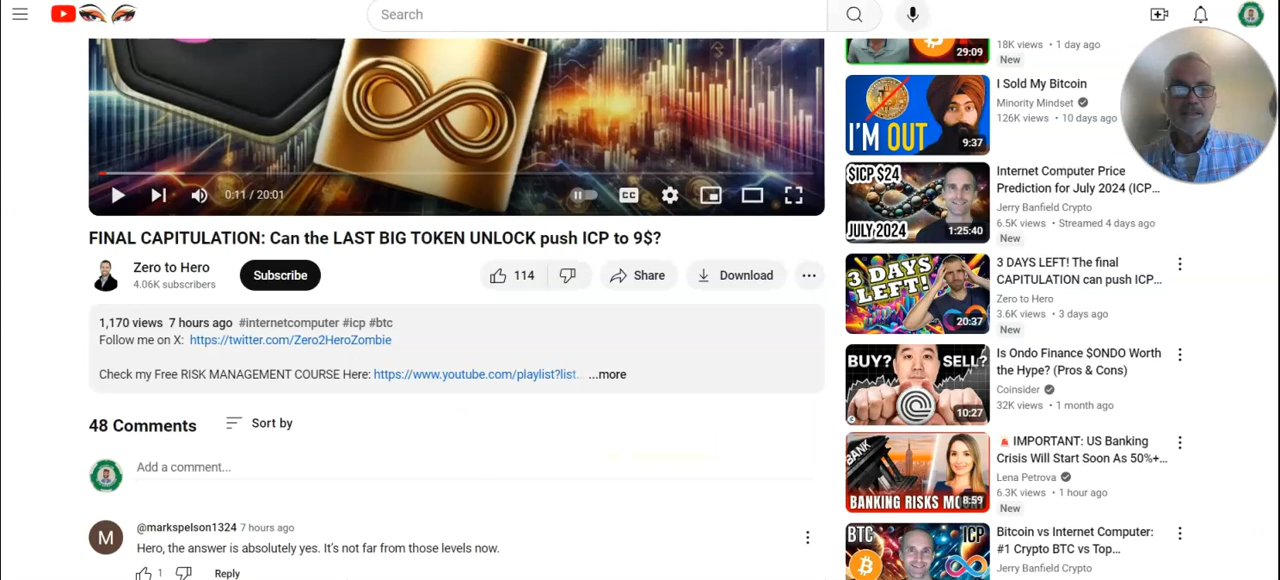 Search
0:11 / 20:01
CC
FINAL CAPITULATION: Can the LAST BIG TOKEN UNLOCK push ICP to 9$?
Zero to Hero
4.06K subscribers
Subscribe
114
Share
Download
1,170 views 7 hours ago #internetcomputer #icp #btc
Follow me on X: https://twitter.com/Zero2HeroZombie
Check my Free RISK MANAGEMENT COURSE Here: https://www.youtube.com/playlist?list... ...more
48 Comments
Sort by
Add a comment...
M
@markspelson1324 7 hours ago
Hero, the answer is absolutely yes. It's not far from those levels now.
1
Reply
29:09
18K views • 1 day ago
New
I'M OUT
9:37
I Sold My Bitcoin
Minority Mindset
126K views • 10 days ago
$ICP $24
JULY 2024
1:25:40
Internet Computer Price
Prediction for July 2024 (ICP...
Jerry Banfield Crypto
6.5K views • Streamed 4 days ago
New
3 DAYS LEFT!
20:37
3 DAYS LEFT! The final
CAPITULATION can push ICP...
Zero to Hero
3.6K views • 3 days ago
New
BUY? SELL?
10:27
Is Ondo Finance $ONDO Worth
the Hype? (Pros & Cons)
Coinsider
32K views • 1 month ago
BANK
BANKING RISKS
8:59
🚨 IMPORTANT: US Banking
Crisis Will Start Soon As 50%+...
Lena Petrova
6.3K views • 1 hour ago
New
BTC ICP
Bitcoin vs Internet Computer:
#1 Crypto BTC vs Top...
Jerry Banfield Crypto